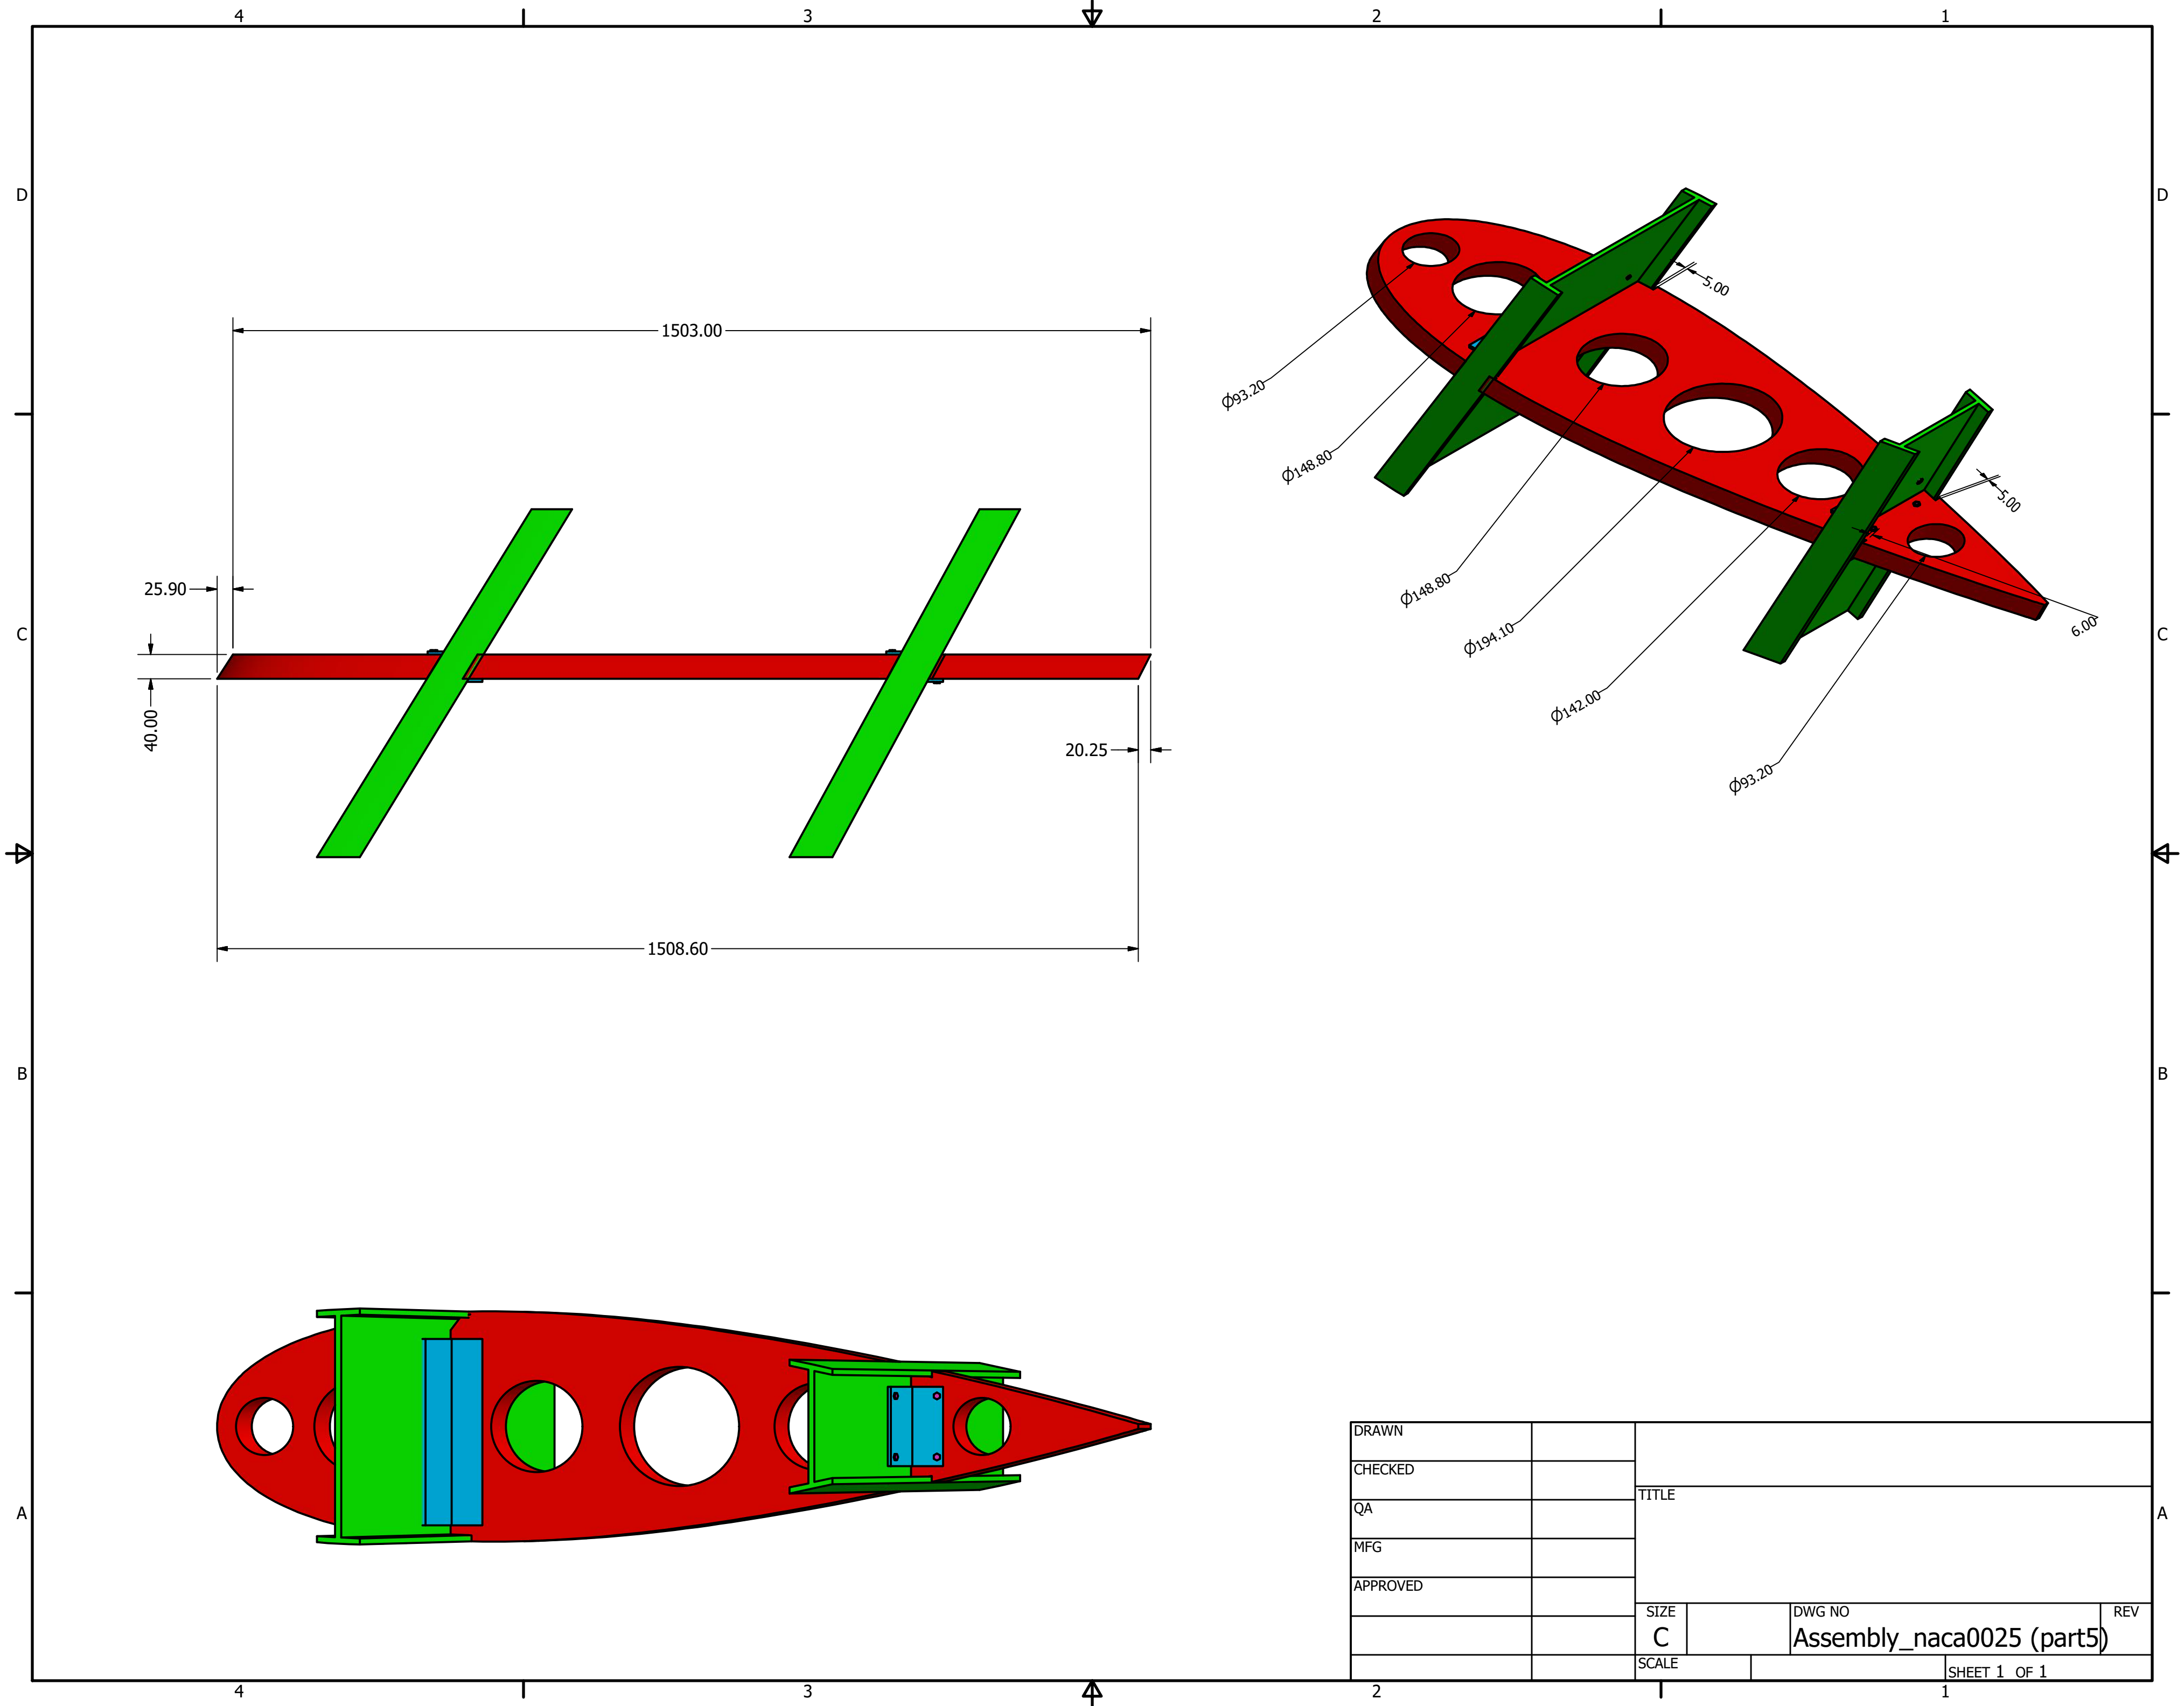 4 3 2 1
D D
1503.00
5.00
Ø93.20
Ø148.80
5.00
25.90
Ø148.80
C C
6.00
Ø194.10
40.00
Ø142.00
20.25
Ø93.20
1508.60
B B
A A
DRAWN
CHECKED
QA
MFG
APPROVED
TITLE
SIZE
C
DWG NO
Assembly_naca0025 (part5)
REV
SCALE
SHEET 1 OF 1
4 3 2 1